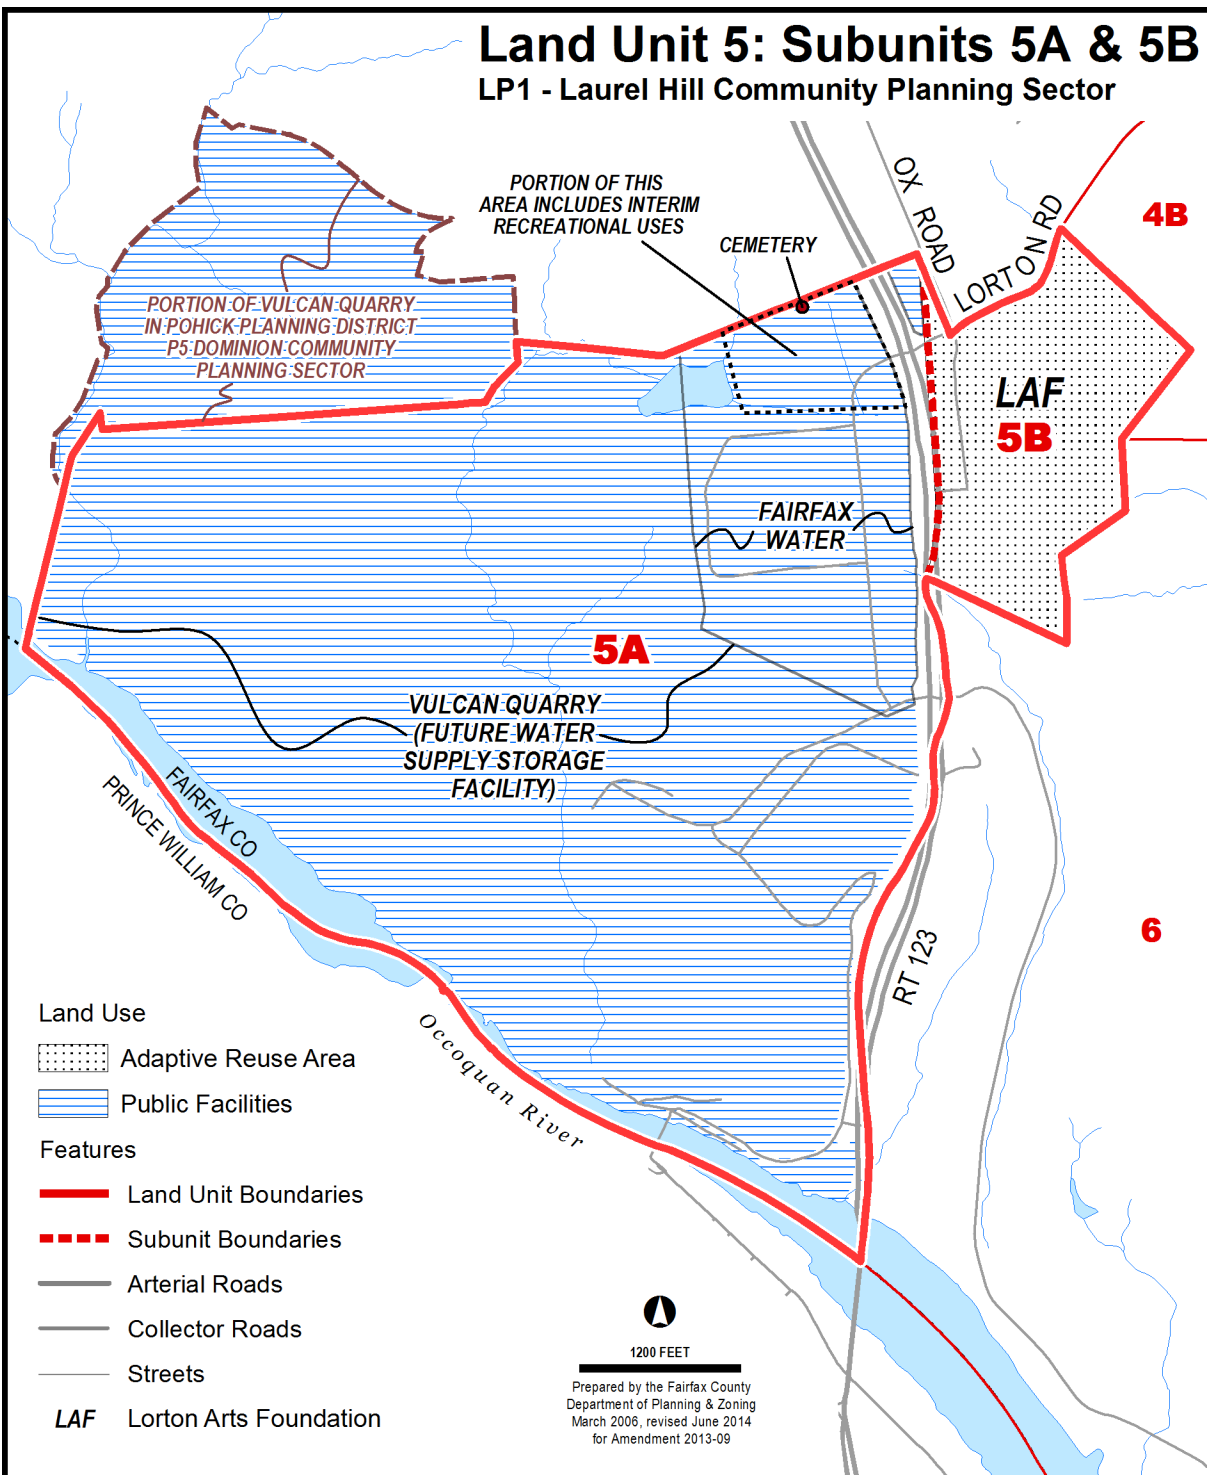 Land Unit 5: Subunits 5A & 5B
LP1 - Laurel Hill Community Planning Sector
PORTION OF THIS
AREA INCLUDES INTERIM
RECREATIONAL USES
CEMETERY
OX ROAD
LORTON RD
4B
PORTION OF VULCAN QUARRY
IN POHICK PLANNING DISTRICT
P5 DOMINION COMMUNITY
PLANNING SECTOR
LAF
5B
FAIRFAX
WATER
5A
VULCAN QUARRY
(FUTURE WATER
SUPPLY STORAGE
FACILITY)
FAIRFAX CO
PRINCE WILLIAM CO
6
RT 123
Occoquan River
Land Use
Adaptive Reuse Area
Public Facilities
Features
Land Unit Boundaries
Subunit Boundaries
Arterial Roads
Collector Roads
Streets
LAF Lorton Arts Foundation
1200 FEET
Prepared by the Fairfax County
Department of Planning & Zoning
March 2006, revised June 2014
for Amendment 2013-09